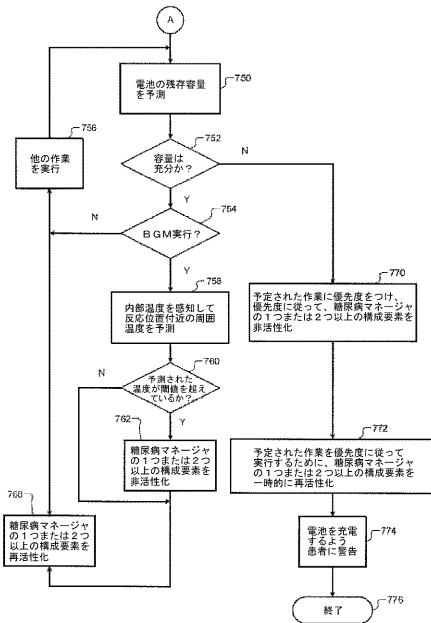 A
電池の残存容量
を予測
750
756
他の作業
を実行
752
容量は
充分か？
N
Y
754
BGM実行？
N
Y
758
内部温度を感知して
反応位置付近の周囲
温度を予測
770
予定された作業に優先度をつけ、
優先度に従って、糖尿病マネージャ
の1つまたは2つ以上の構成要素を
非活性化
760
予測された
温度が閾値を超え
ているか？
N
Y
762
糖尿病マネージャ
の1つまたは2つ
以上の構成要素を
非活性化
772
予定された作業を優先度に従って
実行するために、糖尿病マネージャ
の1つまたは2つ以上の構成要素を
一時的に再活性化
768
糖尿病マネージャ
の1つまたは2つ
以上の構成要素を
再活性化
774
電池を充電
するよう
患者に警告
終了
776